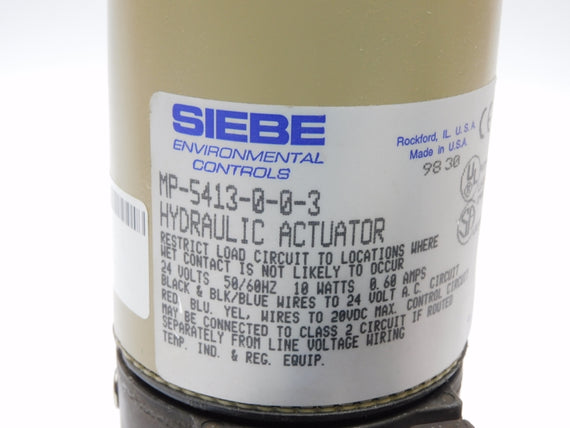 SIEBE
ENVIRONMENTAL
CONTROLS
Rockford, IL. U.S.A.
Made in U.S.A.
9830
CE
UL
MP-5413-0-0-3
HYDRAULIC ACTUATOR
RESTRICT LOAD CIRCUIT TO LOCATIONS WHERE
WET CONTACT IS NOT LIKELY TO OCCUR
24 VOLTS 50/60HZ 10 WATTS 0.60 AMPS
BLACK & BLK/BLUE WIRES TO 24 VOLT A.C. CIRCUIT
RED, BLU, YEL, WIRES TO 20VDC MAX. CONTROL CIRCUIT
MAY BE CONNECTED TO CLASS 2 CIRCUIT IF ROUTED
SEPARATELY FROM LINE VOLTAGE WIRING
TEMP. IND. & REG. EQUIP.